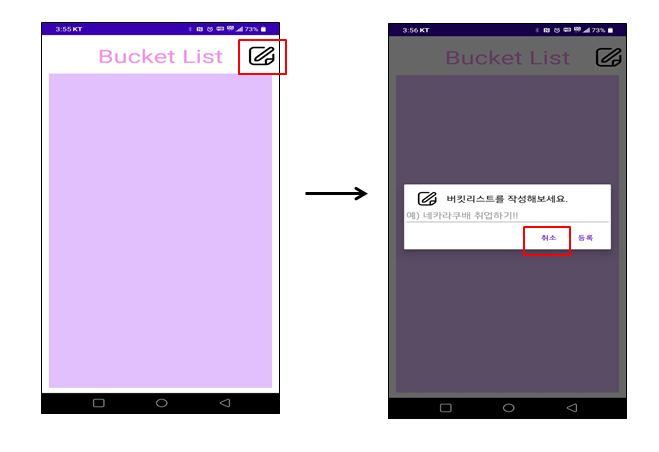 3:55 KT
73%
Bucket List
3:56 KT
73%
Bucket List
버킷리스트를 작성해보세요.
예) 네카라쿠배 취업하기!!
취소 등록